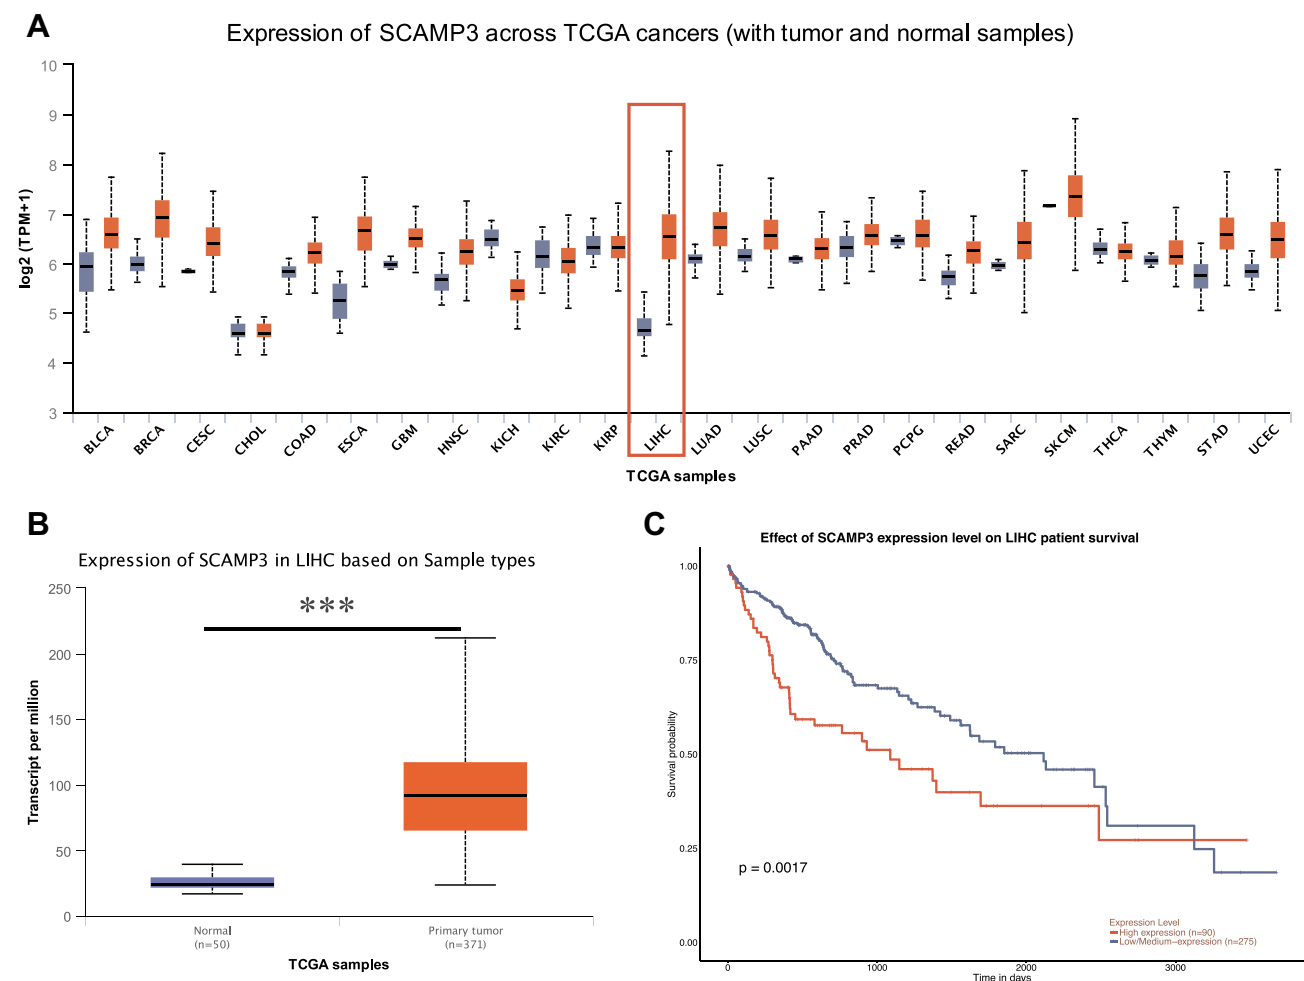 A
Expression of SCAMP3 across TCGA cancers (with tumor and normal samples)
10
9
8
7
6
5
4
3
log2 (TPM+1)
BLCA
BRCA
CESC
CHOL
COAD
ESCA
GBM
HNSC
KICH
KIRC
KIRP
LIHC
LUAD
LUSC
PAAD
PRAD
PCPG
READ
SARC
SKCM
THCA
THYM
STAD
UCEC
TCGA samples
B
Expression of SCAMP3 in LIHC based on Sample types
250
200
150
100
50
0
Transcript per million
***
Normal
(n=50)
Primary tumor
(n=371)
TCGA samples
C
Effect of SCAMP3 expression level on LIHC patient survival
1.00
0.75
0.50
0.25
0.00
Survival probability
p = 0.0017
Expression Level
High expression (n=90)
Low/Medium-expression (n=275)
0
1000
2000
3000
Time in days